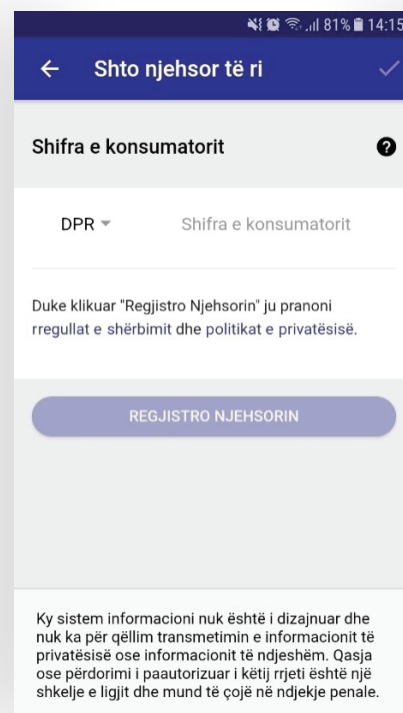 81% 14:15
Shto njehsor të ri
Shifra e konsumatorit
DPR Shifra e konsumatorit
Duke klikuar "Regjistro Njehsorin" ju pranoni
rregullat e shërbimit dhe politikat e privatësisë.
REGJISTRO NJEHSORIN
Ky sistem informacioni nuk është i dizajnuar dhe
nuk ka për qëllim transmetimin e informacionit të
privatësisë ose informacionit të ndjeshëm. Qasja
ose përdorimi i paautorizuar i këtij rrjeti është një
shkelje e ligjit dhe mund të çojë në ndjekje penale.